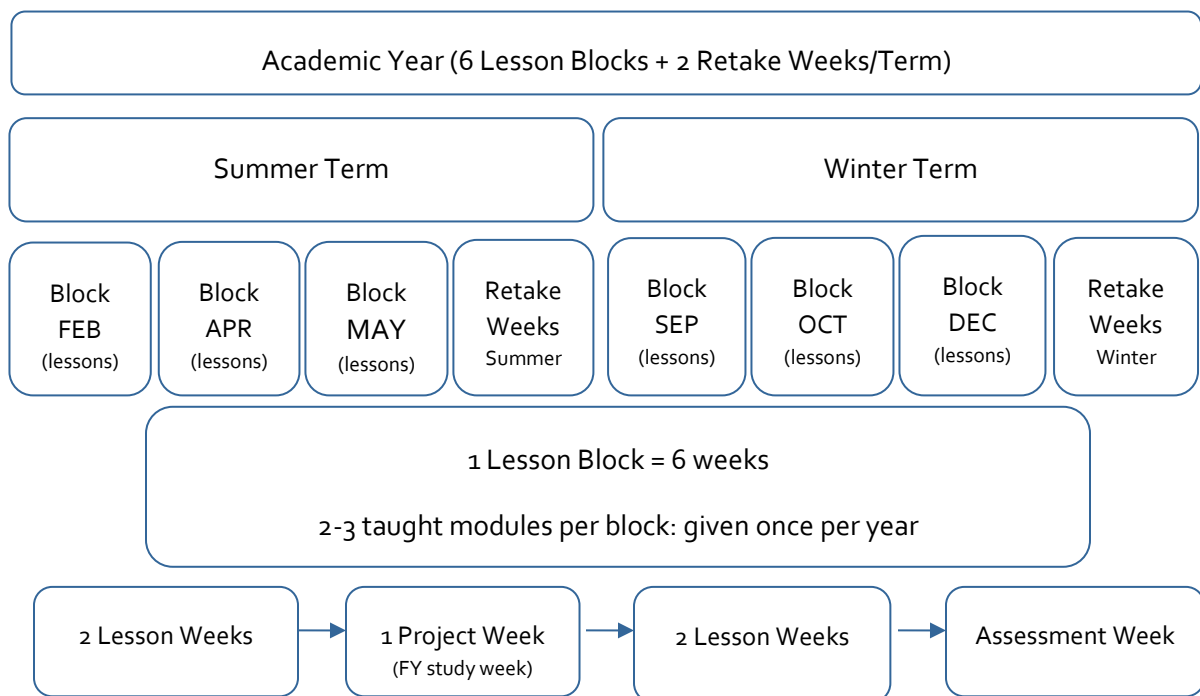 Academic Year (6 Lesson Blocks + 2 Retake Weeks/Term)
Summer Term
Winter Term
Block
FEB
(lessons)
Block
APR
(lessons)
Block
MAY
(lessons)
Retake
Weeks
Summer
Block
SEP
(lessons)
Block
OCT
(lessons)
Block
DEC
(lessons)
Retake
Weeks
Winter
1 Lesson Block = 6 weeks
2-3 taught modules per block: given once per year
2 Lesson Weeks
1 Project Week
(FY study week)
2 Lesson Weeks
Assessment Week